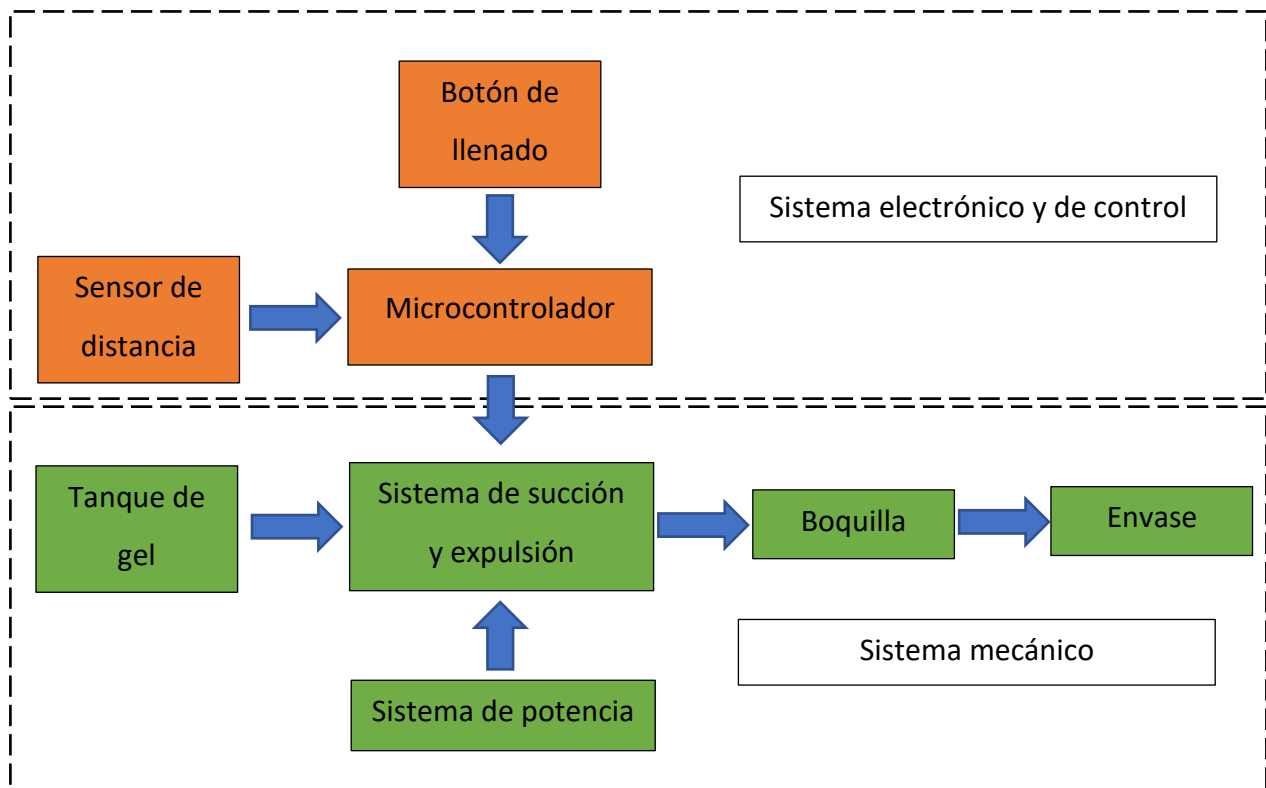 Botón de
llenado
Sistema electrónico y de control
Sensor de
distancia
Microcontrolador
Tanque de
gel
Sistema de succión
y expulsión
Boquilla
Envase
Sistema mecánico
Sistema de potencia